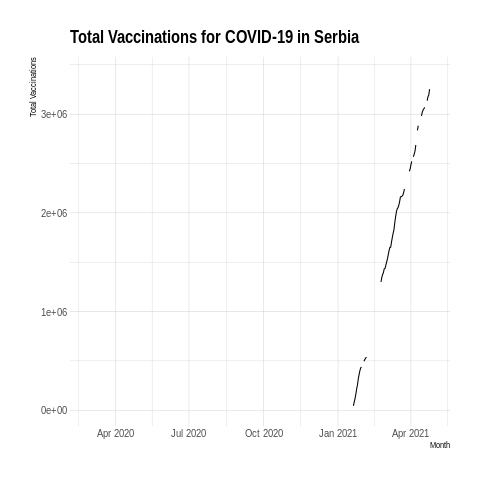 Total Vaccinations for COVID-19 in Serbia
Total Vaccinations
3e+06
2e+06
1e+06
0e+00
Apr 2020 Jul 2020 Oct 2020 Jan 2021 Apr 2021
Month